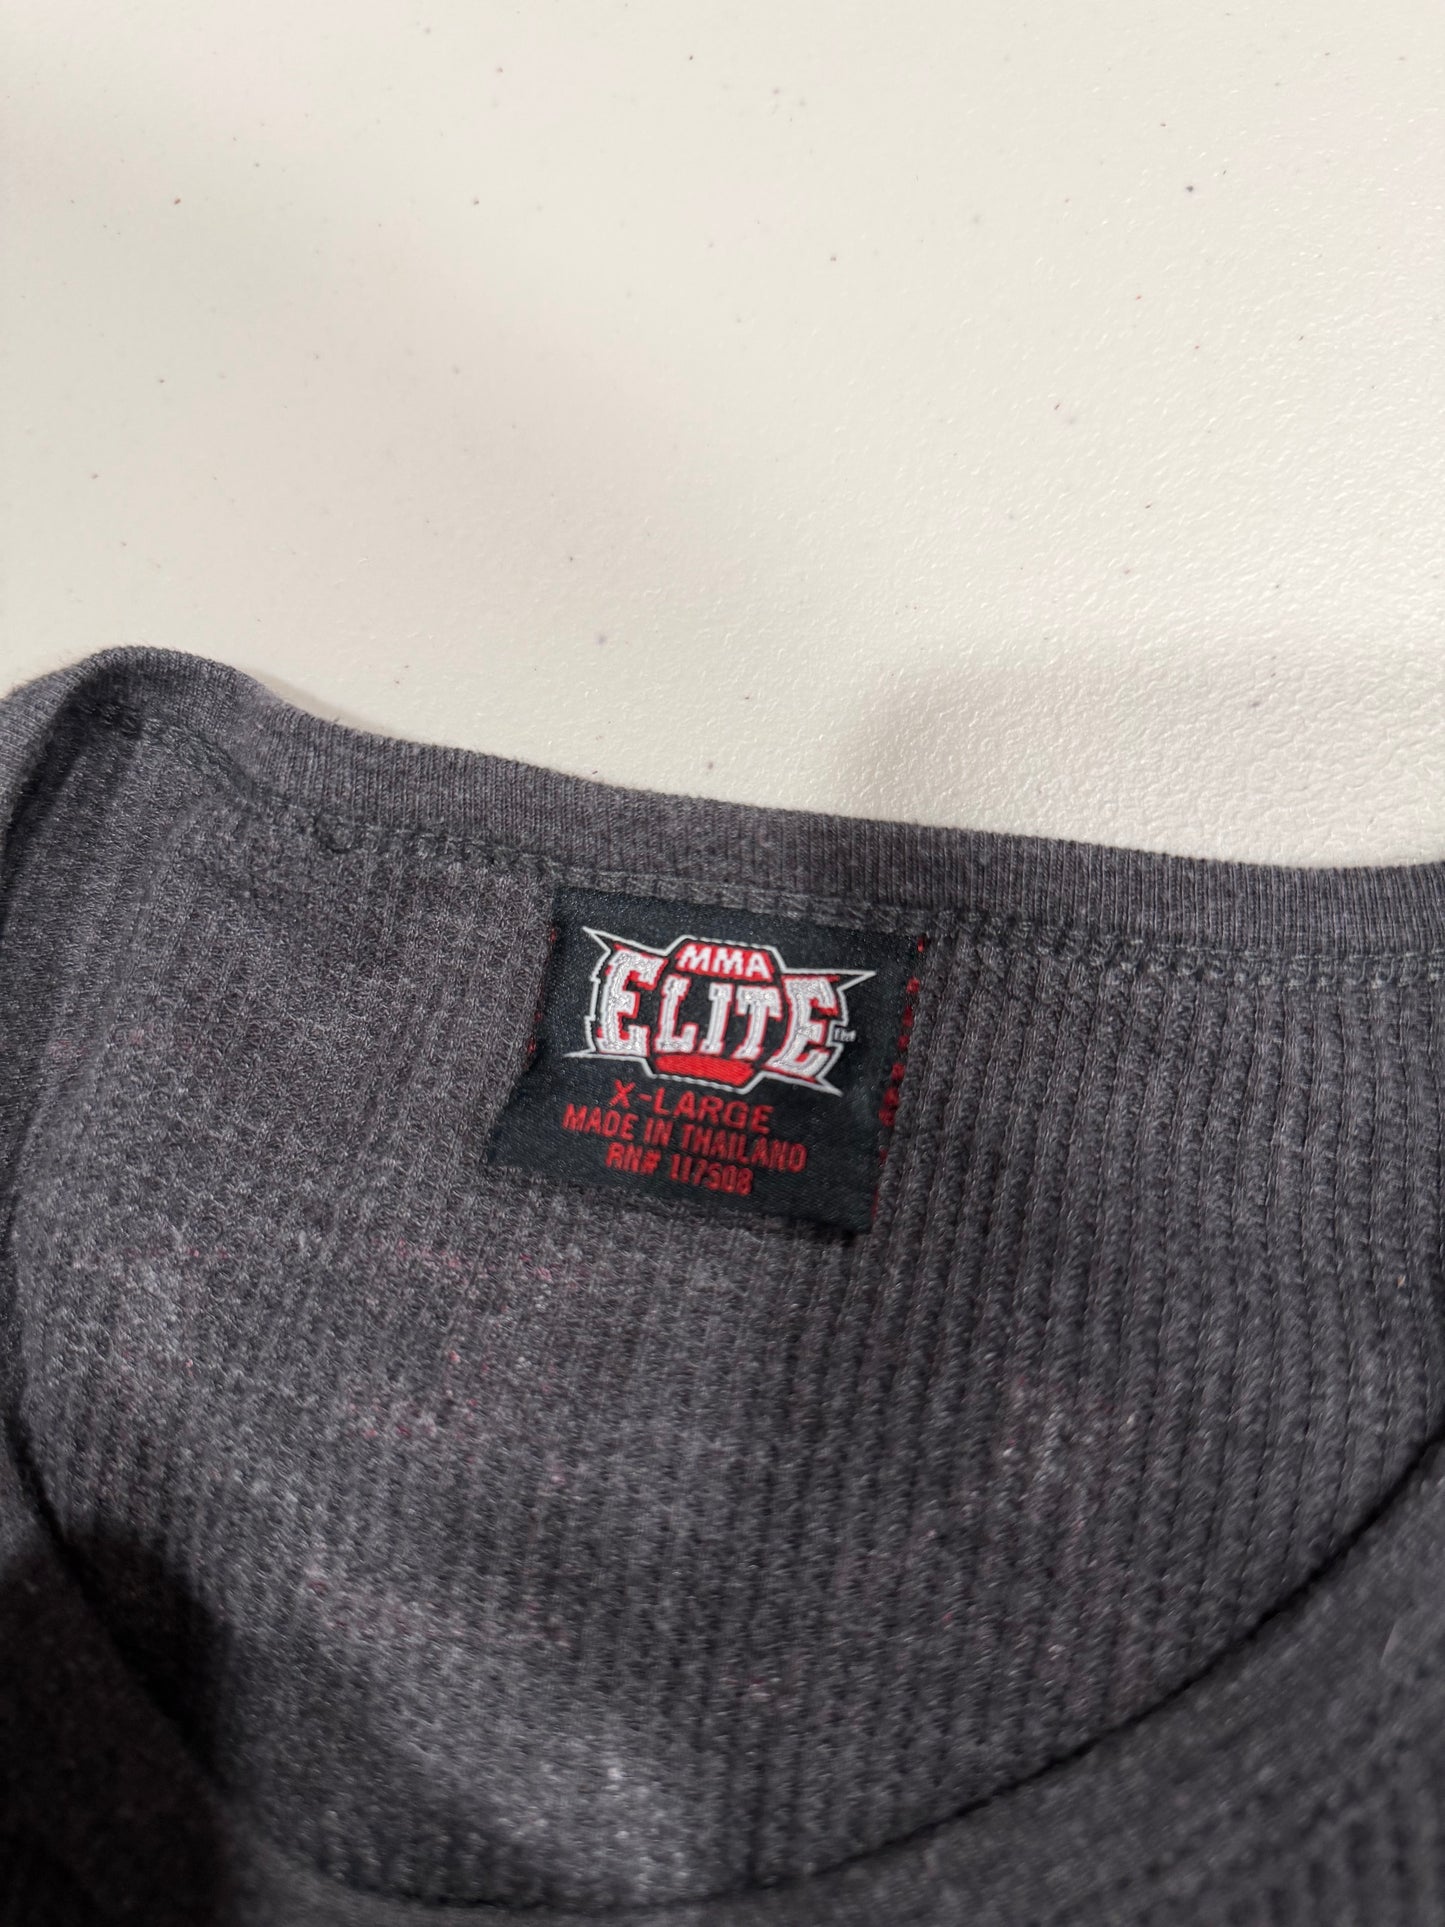 MMA
ELITE
X-LARGE
MADE IN THAILAND
RN# 117508